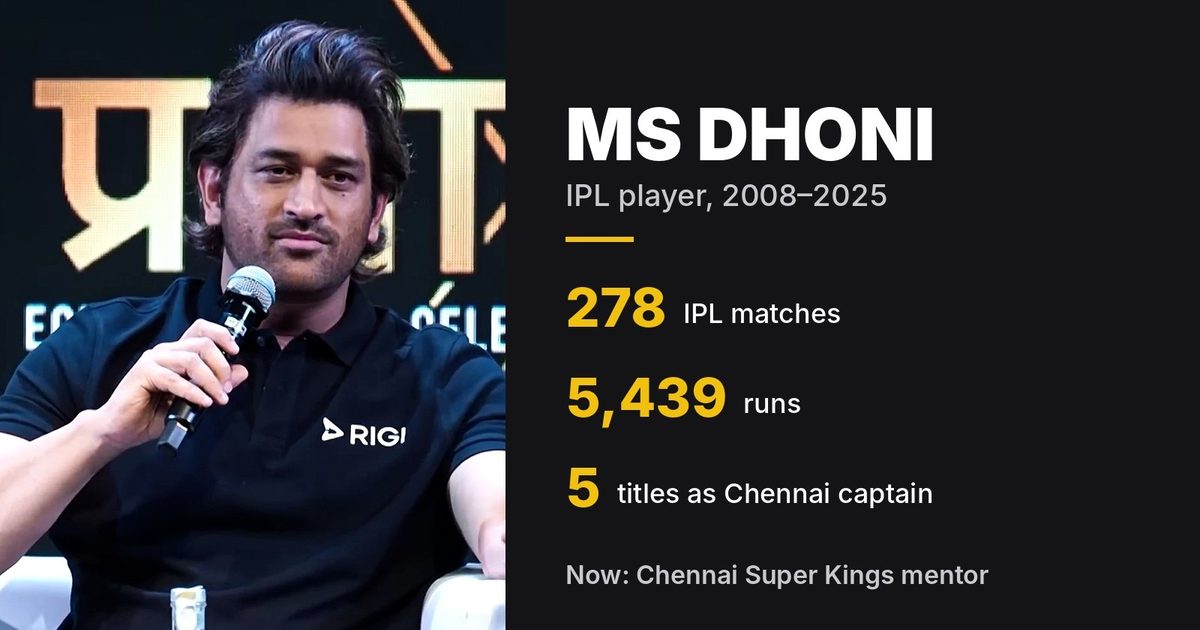 MS DHONI
IPL player, 2008–2025
278 IPL matches
5,439 runs
5 titles as Chennai captain
Now: Chennai Super Kings mentor
RIGI